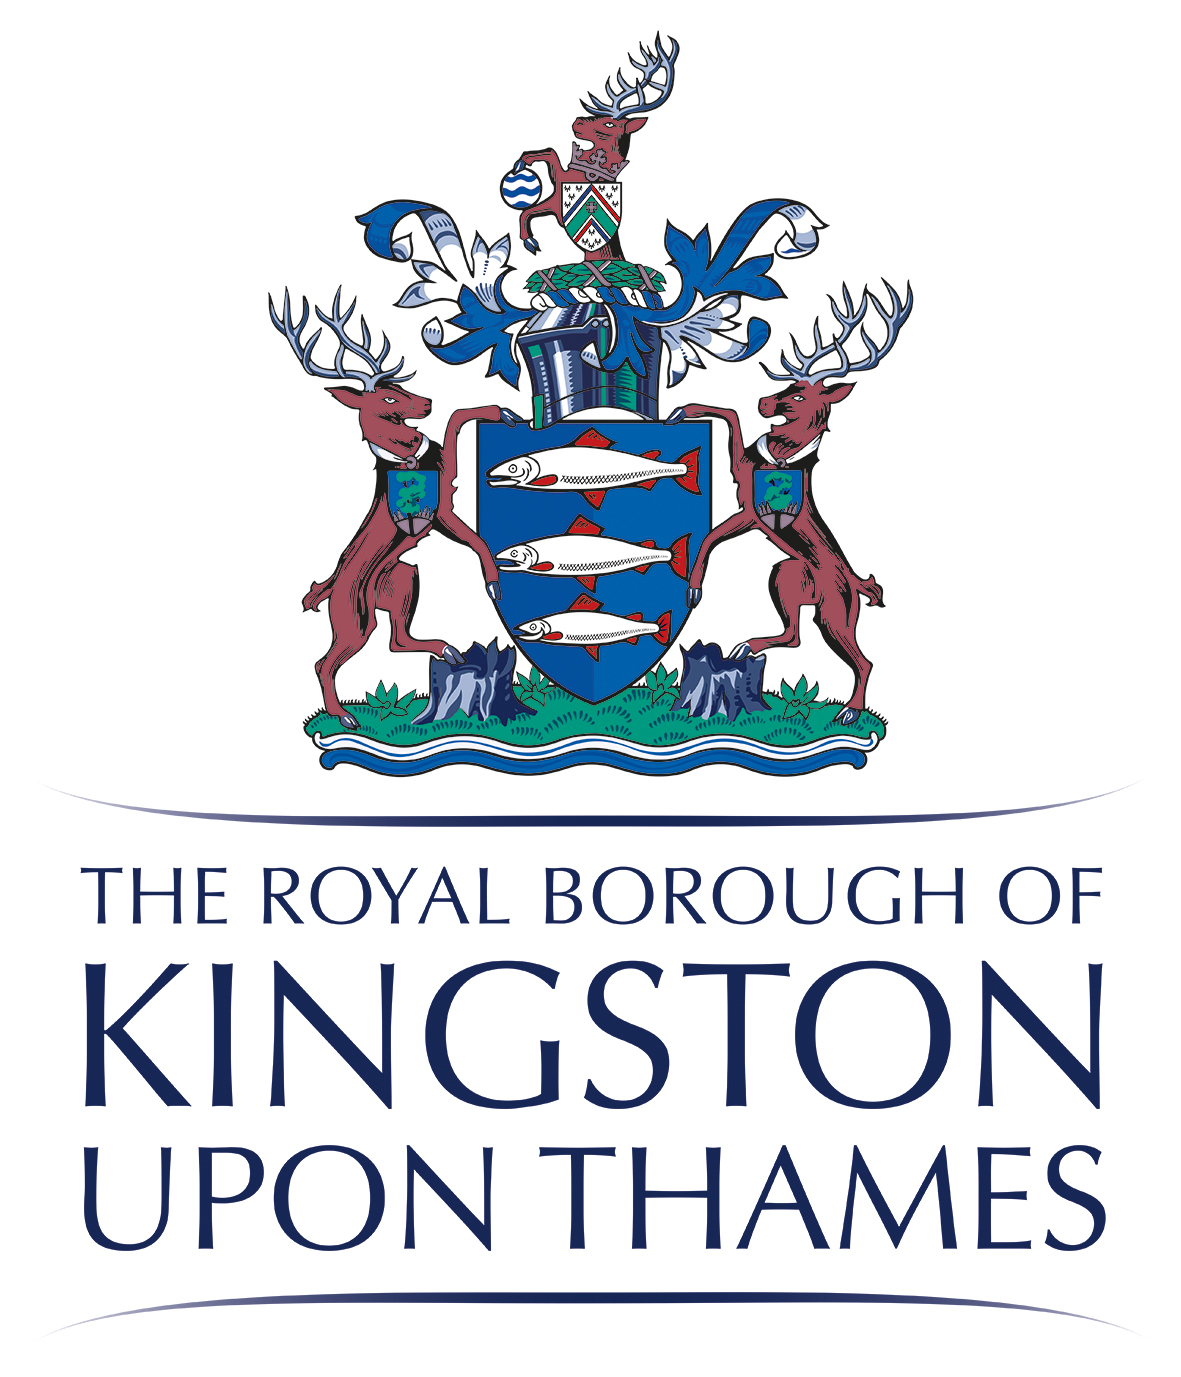 THE ROYAL BOROUGH OF
KINGSTON
UPON THAMES